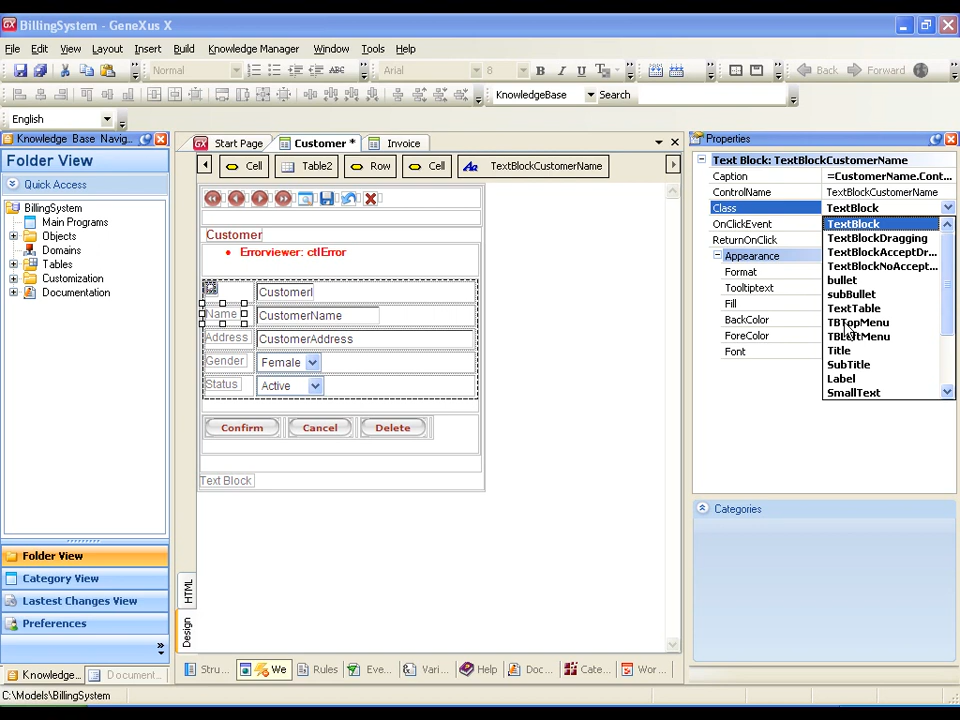 BillingSystem - GeneXus X
File Edit View Layout Insert Build Knowledge Manager Window Tools Help
Normal ABC Arial 8 B I U T Back Forward
KnowledgeBase Search
English
Knowledge Base Navig...
Folder View
Quick Access
BillingSystem
Main Programs
Objects
Domains
Tables
Customization
Documentation
Folder View
Category View
Lastest Changes View
Preferences
Knowledge... Document...
Start Page Customer * Invoice
Cell Table2 Row Cell TextBlockCustomerName
Customer
Errorviewer: ctlError
CustomerI
Name CustomerName
Address CustomerAddress
Gender Female
Status Active
Confirm Cancel Delete
Text Block
HTML
Design
Stru... We Rules Eve... Vari... Help Doc... Cate... Wor...
Properties
Text Block: TextBlockCustomerName
Caption =CustomerName.Cont...
ControlName TextBlockCustomerName
Class TextBlock
OnClickEvent
ReturnOnClick
Appearance
Format
Tooltiptext
Fill
BackColor
ForeColor
Font
TextBlock
TextBlockDragging
TextBlockAcceptDr...
TextBlockNoAccept...
bullet
subBullet
TextTable
TBTopMenu
TBLeftMenu
Title
SubTitle
Label
SmallText
Categories
C:\Models\BillingSystem